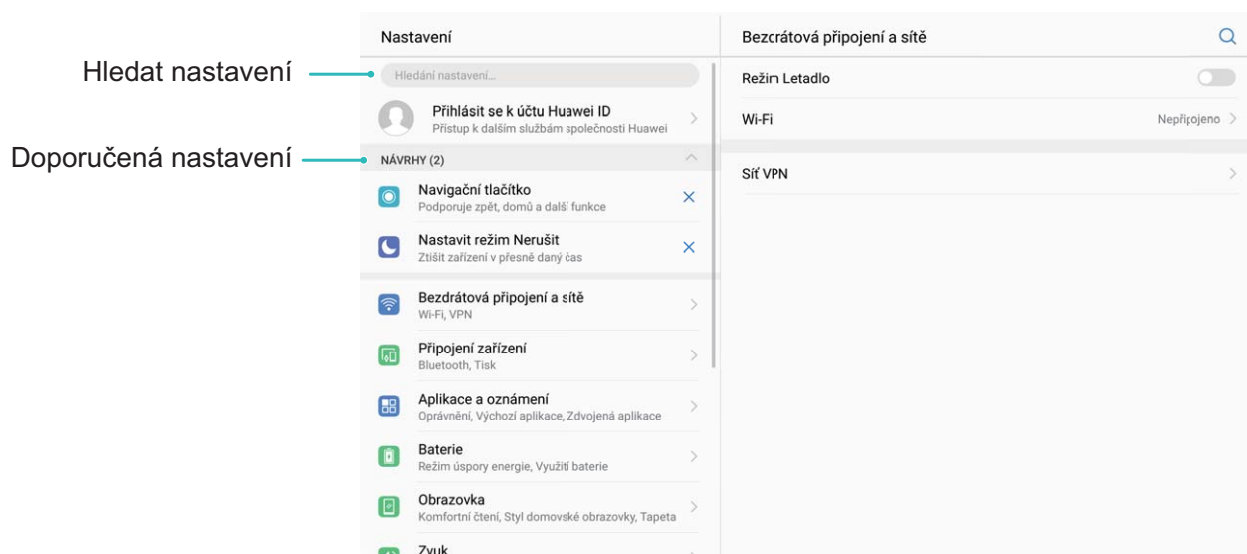 Hledat nastavení
Doporučená nastavení
Nastavení
Hledání nastavení...
Přihlásit se k účtu Huawei ID
Přístup k dalším službám společnosti Huawei
NÁVRHY (2)
Navigační tlačítko
Podporuje zpět, domů a další funkce
Nastavit režim Nerušit
Ztišit zařízení v přesně daný čas
Bezdrátová připojení a sítě
Wi-Fi, VPN
Připojení zařízení
Bluetooth, Tisk
Aplikace a oznámení
Oprávnění, Výchozí aplikace, Zdvojená aplikace
Baterie
Režim úspory energie, Využití baterie
Obrazovka
Komfortní čtení, Styl domovské obrazovky, Tapeta
Zvuk
Bezdrátová připojení a sítě
Režim Letadlo
Wi-Fi
Nepřipojeno
Síť VPN